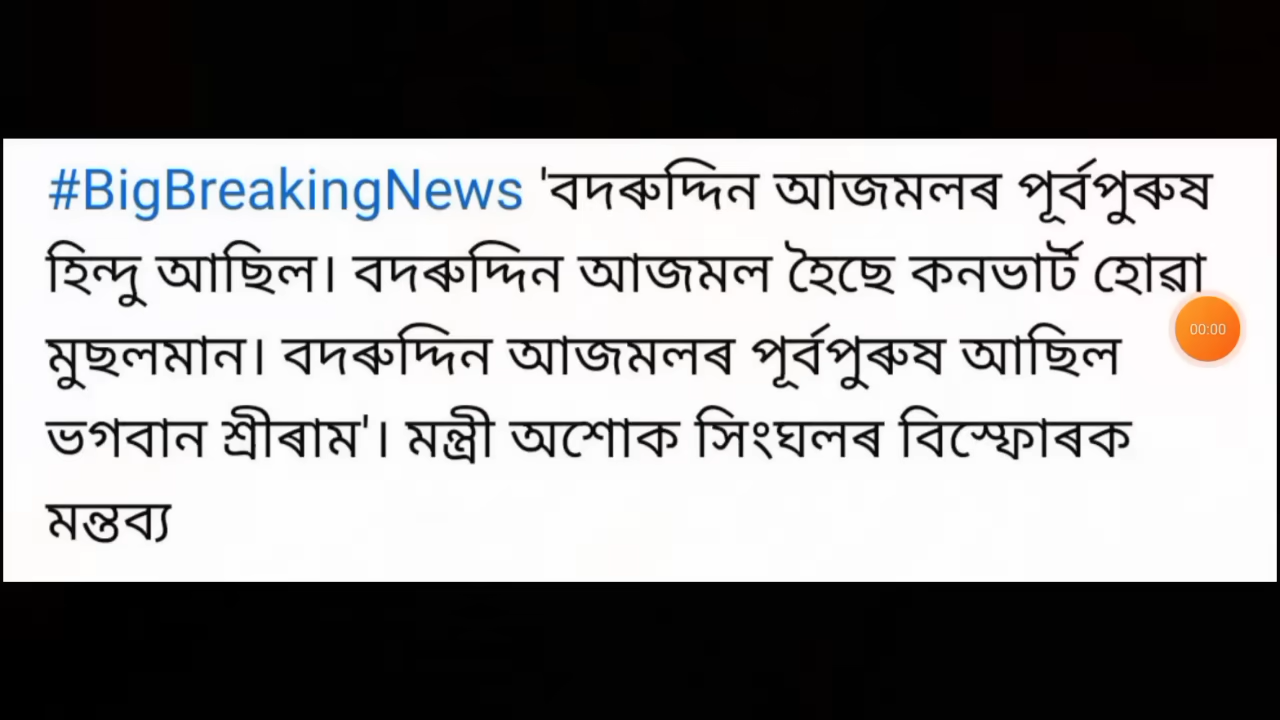 #BigBreakingNews 'বদৰুদ্দিন আজমলৰ পূৰ্বপুৰুষ
হিন্দু আছিল। বদৰুদ্দিন আজমল হৈছে কনভাৰ্ট হোৱা
মুছলমান। বদৰুদ্দিন আজমলৰ পূৰ্বপুৰুষ আছিল
ভগবান শ্ৰীৰাম'। মন্ত্ৰী অশোক সিংঘলৰ বিস্ফোৰক
মন্তব্য
00:00